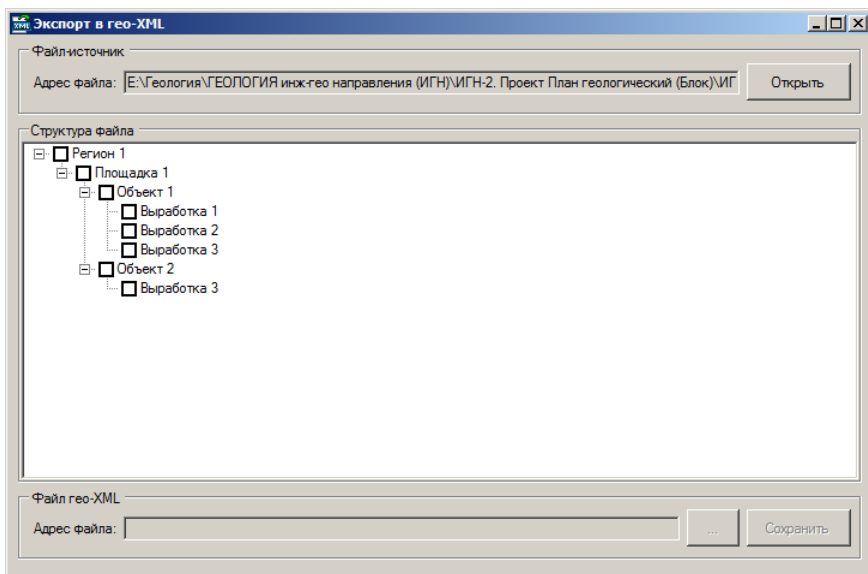 Экспорт в гео-XML
Файл-источник
Адрес файла: E:\Геология\ГЕОЛОГИЯ инж-гео направления (ИГН)\ИГН-2. Проект План геологический (Блок)\ИГ Открыть
Структура файла
Регион 1
Площадка 1
Объект 1
Выработка 1
Выработка 2
Выработка 3
Объект 2
Выработка 3
Файл гео-XML
Адрес файла: ... Сохранить